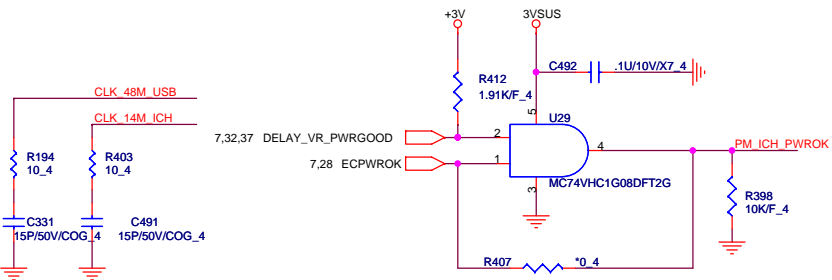 +3V
3VSUS
C492
.1U/10V/X7_4
R412
1.91K/F_4
CLK_48M_USB
5
U29
CLK_14M_ICH
7,32,37 DELAY_VR_PWRGOOD
2
4
PM_ICH_PWROK
R194
10_4
R403
10_4
7,28 ECPWROK
1
3
MC74VHC1G08DFT2G
R398
10K/F_4
C331
15P/50V/COG_4
C491
15P/50V/COG_4
R407
*0_4